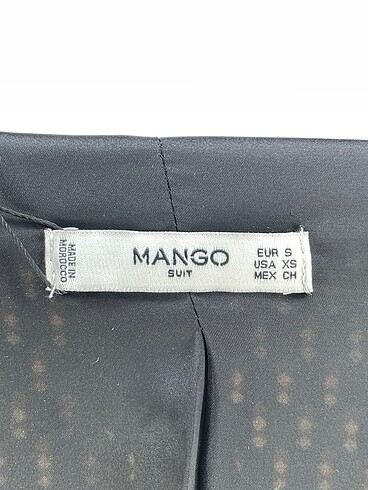 MADE IN
MOROCCO
MANGO
SUIT
EUR S
USA XS
MEX CH